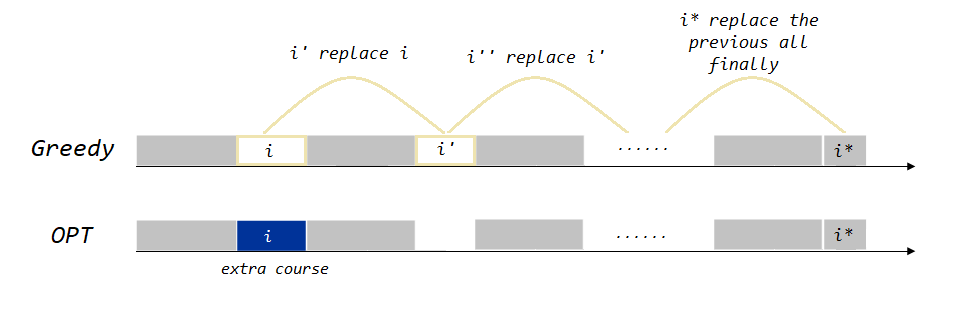 i* replace the
previous all
finally
i' replace i
i'' replace i'
Greedy
i
i'
......
i*
OPT
i
......
i*
extra course